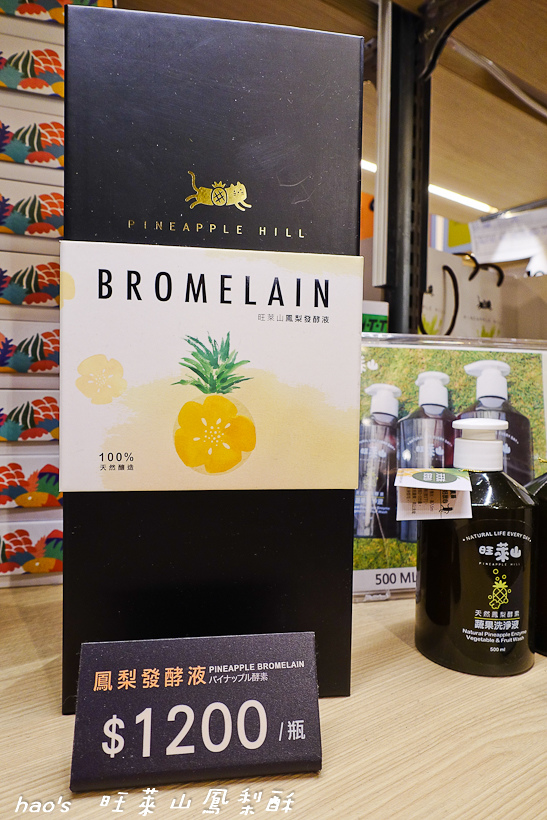 PINEAPPLE HILL
BROMELAIN
旺萊山鳳梨發酵液
100%
天然釀造
500 ML
• NATURAL LIFE EVERY DAY •
旺萊山
PINEAPPLE HILL
天然鳳梨酵素
蔬果洗淨液
Natural Pineapple Enzyme
Vegetable & Fruit Wash
500 ml
鳳梨發酵液 PINEAPPLE BROMELAIN
パイナップル酵素
$1200 /瓶
hao's 旺萊山鳳梨酥